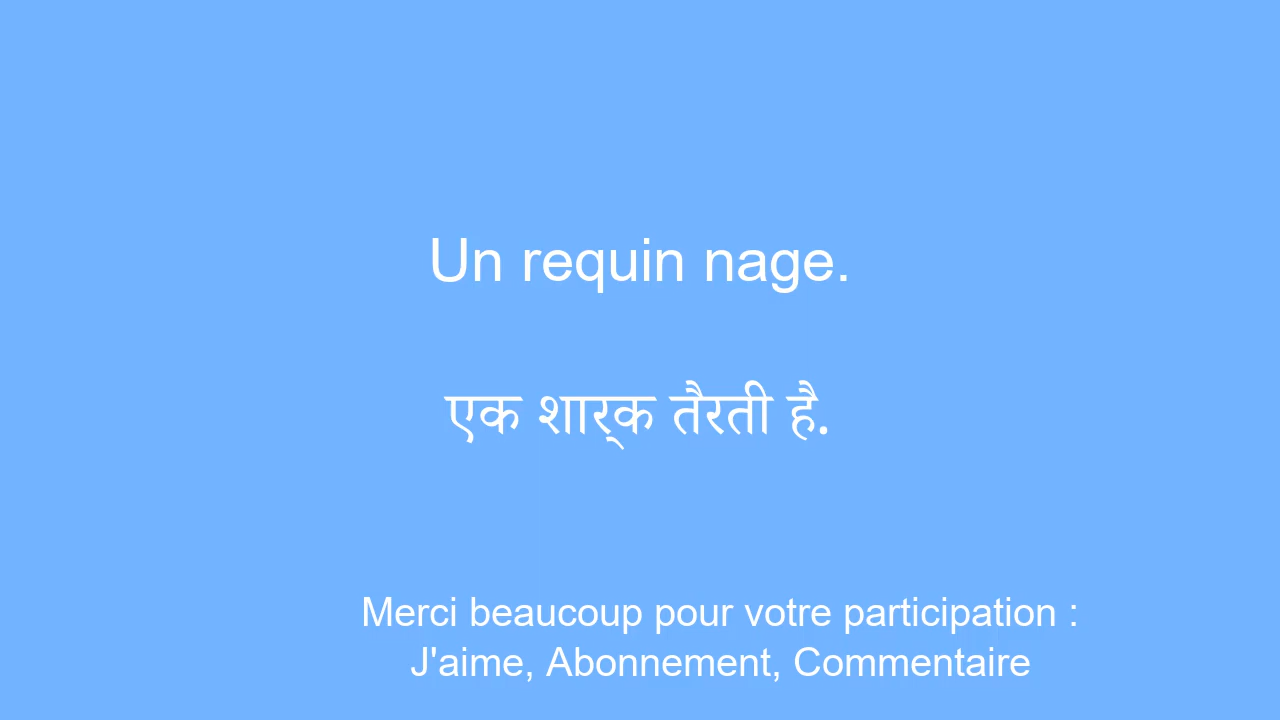 Un requin nage.
एक शार्क तैरती है.
Merci beaucoup pour votre participation :
J'aime, Abonnement, Commentaire